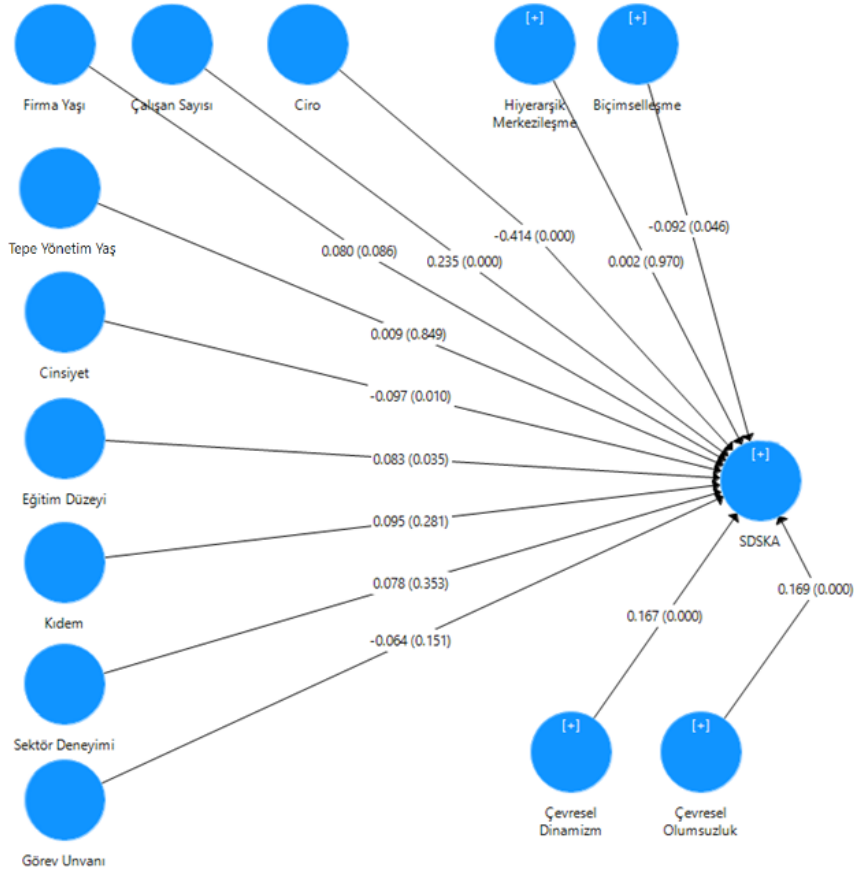 [+]
[+]
Firma Yaşı
Çalışan Sayısı
Ciro
Hiyerarşik
Merkezileşme
Biçimselleşme
Tepe Yönetim Yaş
-0.092 (0.046)
-0.414 (0.000)
0.080 (0.086)
0.235 (0.000)
0.002 (0.970)
0.009 (0.849)
Cinsiyet
-0.097 (0.010)
[+]
0.083 (0.035)
Eğitim Düzeyi
0.095 (0.281)
SDSKA
0.078 (0.353)
0.169 (0.000)
Kıdem
0.167 (0.000)
-0.064 (0.151)
[+]
[+]
Sektör Deneyimi
Çevresel
Dinamizm
Çevresel
Olumsuzluk
Görev Unvanı